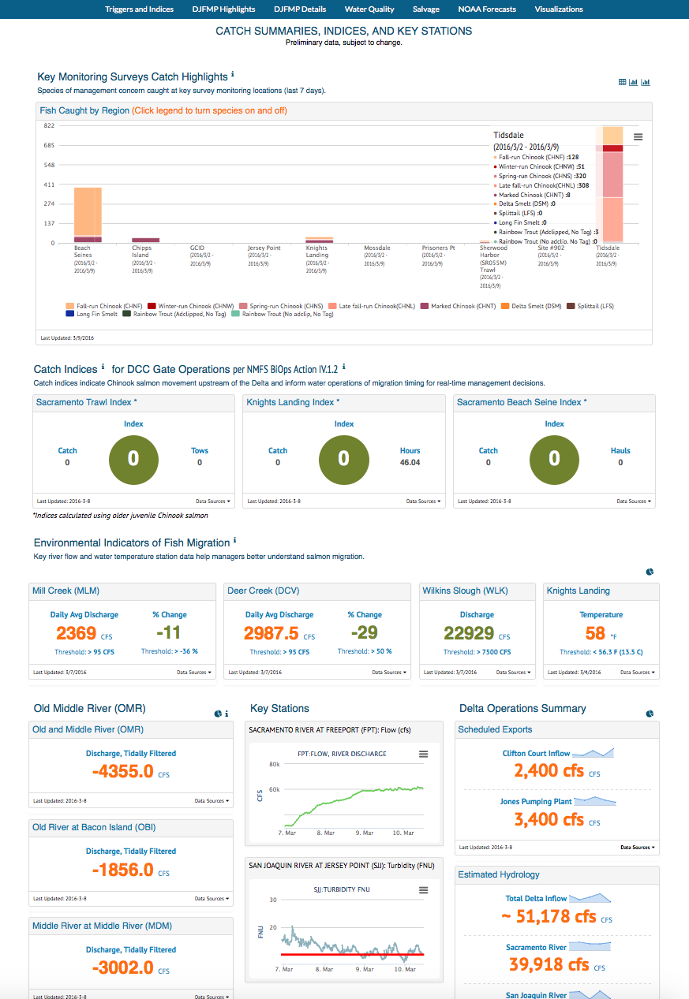 Triggers and Indices DJFMP Highlights DJFMP Details Water Quality Salvage NOAA Forecasts Visualizations
CATCH SUMMARIES, INDICES, AND KEY STATIONS
Preliminary data, subject to change.
Key Monitoring Surveys Catch Highlights i
Species of management concern caught at key survey monitoring locations (last 7 days).
Fish Caught by Region (Click legend to turn species on and off)
822
685
548
411
274
137
0
Tidsdale
(2016/3/2 - 2016/3/9)
Fall-run Chinook (CHNF) :128
Winter-run Chinook (CHNW) :51
Spring-run Chinook (CHNS) :320
Late fall-run Chinook(CHNL) :308
Marked Chinook (CHNT) :8
Delta Smelt (DSM) :0
Splittail (LFS) :0
Long Fin Smelt :0
Rainbow Trout (Adclipped, No Tag) :3
Rainbow Trout (No adclip, No Tag) :0
Beach Seines (2016/3/2 - 2016/3/9)
Chipps Island (2016/3/2 - 2016/3/9)
GCID (2016/3/2 - 2016/3/9)
Jersey Point (2016/3/2 - 2016/3/9)
Knights Landing (2016/3/2 - 2016/3/9)
Mossdale (2016/3/2 - 2016/3/9)
Prisoners Pt (2016/3/2 - 2016/3/9)
Sherwood Harbor (SR055M) Trawl (2016/3/2 - 2016/3/9)
Site #902 (2016/3/2 - 2016/3/9)
Tidsdale (2016/3/2 - 2016/3/9)
Fall-run Chinook (CHNF) Winter-run Chinook (CHNW) Spring-run Chinook (CHNS) Late fall-run Chinook(CHNL) Marked Chinook (CHNT) Delta Smelt (DSM) Splittail (LFS)
Long Fin Smelt Rainbow Trout (Adclipped, No Tag) Rainbow Trout (No adclip, No Tag)
Last Updated: 3/9/2016
Catch Indices i for DCC Gate Operations per NMFS BiOps Action IV.1.2 i
Catch indices indicate Chinook salmon movement upstream of the Delta and inform water operations of migration timing for real-time management decisions.
Sacramento Trawl Index *
Index
Catch
0
0
Tows
0
Last Updated: 2016-3-8 Data Sources
Knights Landing Index *
Index
Catch
0
0
Hours
46.04
Last Updated: 2016-3-8 Data Sources
Sacramento Beach Seine Index *
Index
Catch
0
0
Hauls
0
Last Updated: 2016-3-8 Data Sources
*Indices calculated using older juvenile Chinook salmon
Environmental Indicators of Fish Migration i
Key river flow and water temperature station data help managers better understand salmon migration.
Mill Creek (MLM)
Daily Avg Discharge % Change
2369 CFS -11
Threshold: > 95 CFS Threshold: > -36 %
Last Updated: 3/7/2016 Data Sources
Deer Creek (DCV)
Daily Avg Discharge % Change
2987.5 CFS -29
Threshold: > 95 CFS Threshold: > 50 %
Last Updated: 3/7/2016 Data Sources
Wilkins Slough (WLK)
Discharge
22929 CFS
Threshold: > 7500 CFS
Last Updated: 3/7/2016 Data Sources
Knights Landing
Temperature
58 °F
Threshold: < 56.3 F (13.5 C)
Last Updated: 3/4/2016 Data Sources
Old Middle River (OMR) i
Old and Middle River (OMR)
Discharge, Tidally Filtered
-4355.0 CFS
Last Updated: 2016-3-8 Data Sources
Old River at Bacon Island (OBI)
Discharge, Tidally Filtered
-1856.0 CFS
Last Updated: 2016-3-8 Data Sources
Middle River at Middle River (MDM)
Discharge, Tidally Filtered
-3002.0 CFS
Last Updated: 2016-3-8 Data Sources
Key Stations
SACRAMENTO RIVER AT FREEPORT (FPT): Flow (cfs)
FPT:FLOW, RIVER DISCHARGE
80k
60k
CFS
7. Mar 8. Mar 9. Mar 10. Mar
SAN JOAQUIN RIVER AT JERSEY POINT (SJJ): Turbidity (FNU)
SJJ:TURBIDITY FNU
30
20
FNU
7. Mar 8. Mar 9. Mar 10. Mar
Delta Operations Summary
Scheduled Exports
Clifton Court Inflow
2,400 cfs CFS
Jones Pumping Plant
3,400 cfs CFS
Last Updated: 2016-3-8 Data Sources
Estimated Hydrology
Total Delta Inflow
~ 51,178 cfs CFS
Sacramento River
39,918 cfs CFS
San Joaquin River